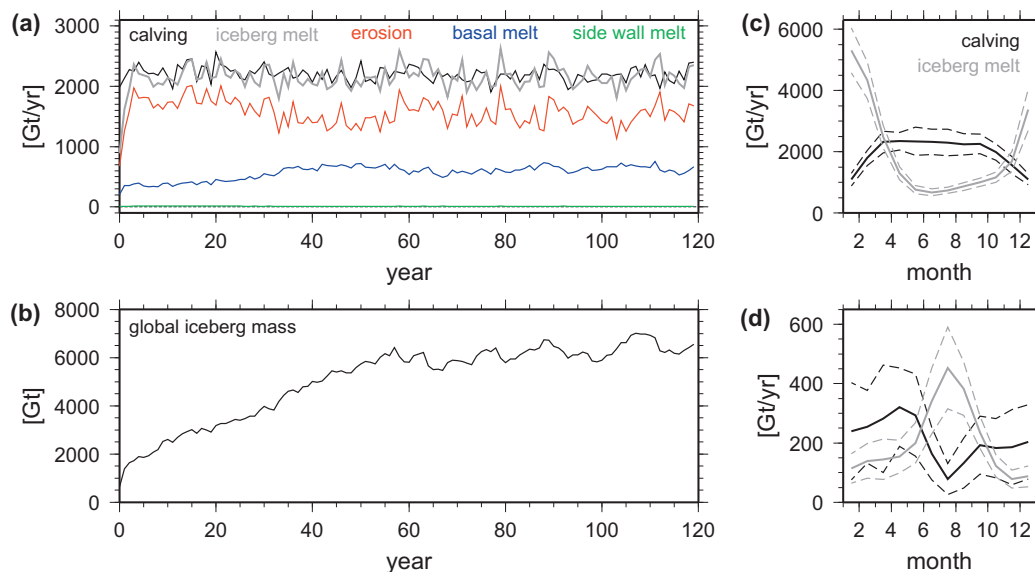 (a)
calving iceberg melt erosion basal melt side wall melt
[Gt/yr]
3000
2000
1000
0
0 20 40 60 80 100 120
year
(b)
global iceberg mass
[Gt]
8000
6000
4000
2000
0
0 20 40 60 80 100 120
year
(c)
calving
iceberg melt
[Gt/yr]
6000
4000
2000
0
2 4 6 8 10 12
month
(d)
[Gt/yr]
600
400
200
0
2 4 6 8 10 12
month